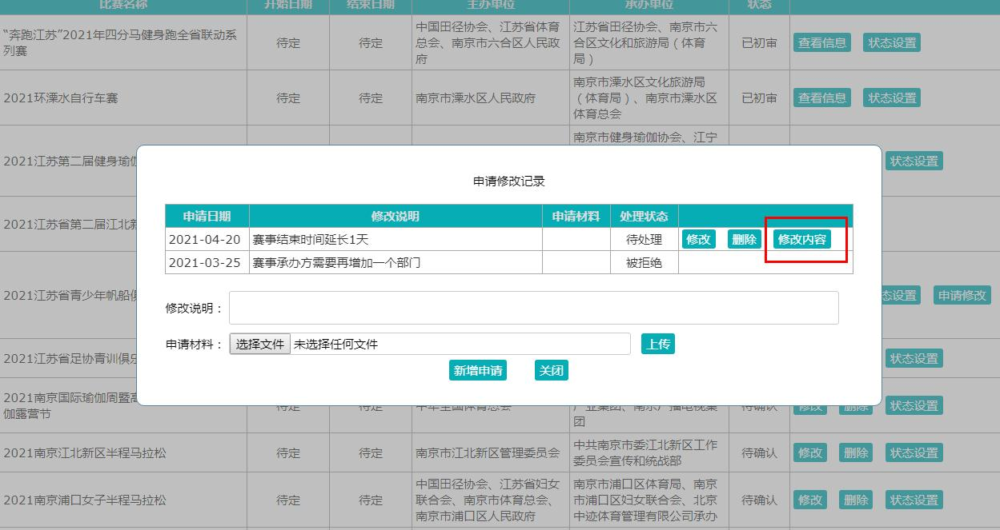 比赛名称 开始日期 结束日期 主办单位 承办单位 状态
“奔跑江苏”2021年四分马健身跑全省联动系
列赛
待定
待定
中国田径协会、江苏省体育
总会、南京市六合区人民政
府
江苏省田径协会、南京市六
合区文化和旅游局（体育
局）
已初审
查看信息 状态设置
2021环溧水自行车赛
待定
待定
南京市溧水区人民政府
南京市溧水区文化旅游局
（体育局）、南京市溧水区
体育总会
已初审
查看信息 状态设置
2021江苏第二届健身瑜伽
南京市健身瑜伽协会、江宁
状态设置
2021江苏省第二届江北新
2021江苏省青少年帆船俱
态设置 申请修改
2021江苏省足协青训俱乐
状态设置
申请修改记录
申请日期 修改说明 申请材料 处理状态
2021-04-20 赛事结束时间延长1天 待处理 修改 删除 修改内容
2021-03-25 赛事承办方需要再增加一个部门 被拒绝
修改说明：
申请材料： 选择文件 未选择任何文件 上传
新增申请 关闭
2021南京国际瑜伽周暨高
伽露营节
待定
待定
中华全国体育总会
产业集团、南京广播电视集
团
待确认
修改 删除 状态设置
2021南京江北新区半程马拉松
待定
待定
南京市江北新区管理委员会
中共南京市委江北新区工作
委员会宣传和统战部
待确认
修改 删除 状态设置
2021南京浦口女子半程马拉松
待定
待定
中国田径协会、江苏省妇女
联合会、南京市体育总会、
南京市浦口区人民政府
南京市浦口区体育局、南京
市浦口区妇女联合会、北京
中迹体育管理有限公司承办
待确认
修改 删除 状态设置